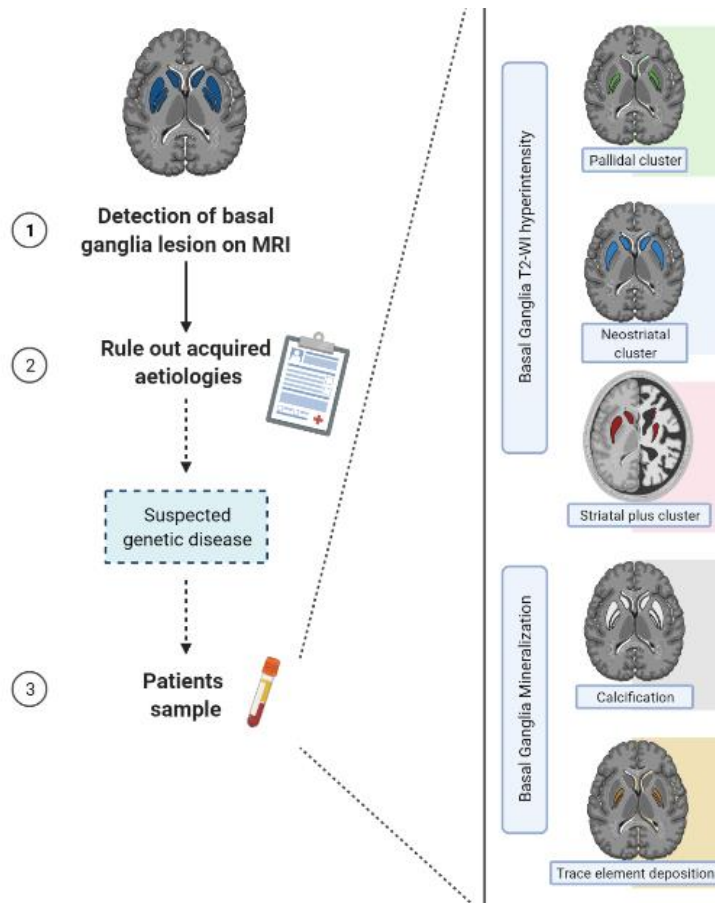 1
Detection of basal
ganglia lesion on MRI
2
Rule out acquired
aetiologies
Suspected
genetic disease
3
Patients
sample
Basal Ganglia T2-WI hyperintensity
Pallidal cluster
Neostriatal
cluster
Striatal plus cluster
Basal Ganglia Mineralization
Calcification
Trace element deposition